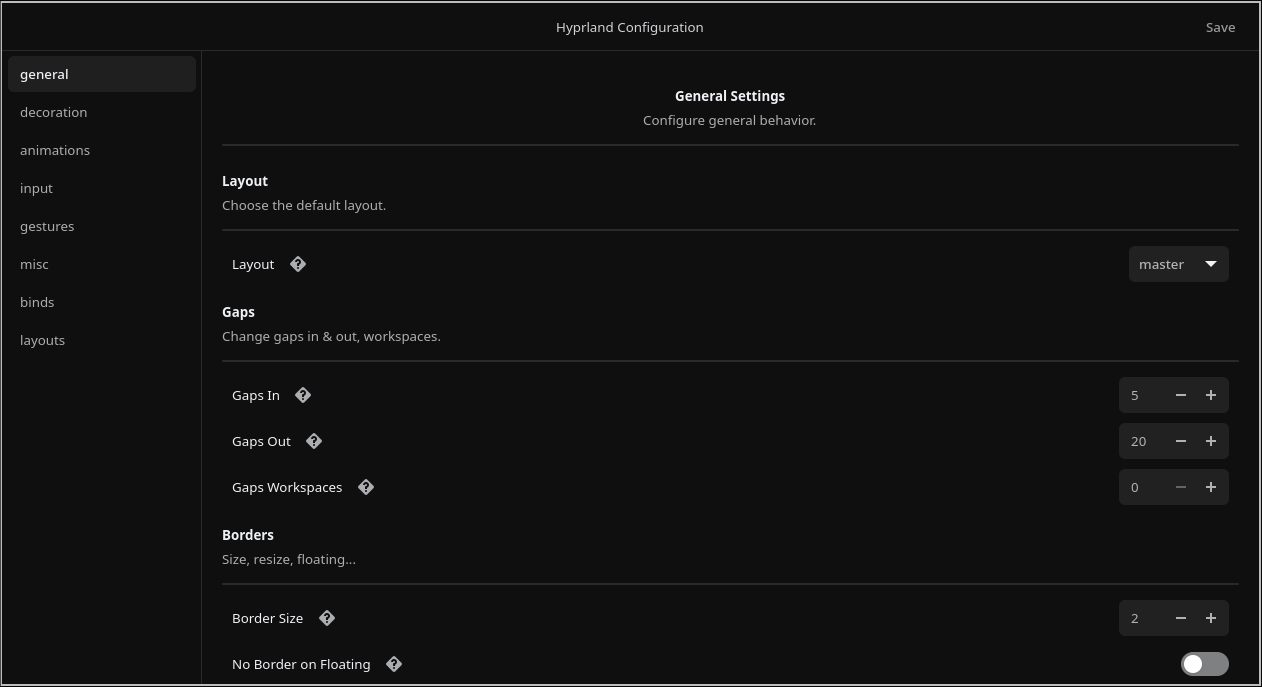 Hyprland Configuration
Save
general
decoration
animations
input
gestures
misc
binds
layouts
General Settings
Configure general behavior.
Layout
Choose the default layout.
Layout ?
master
Gaps
Change gaps in & out, workspaces.
Gaps In ?
5 − +
Gaps Out ?
20 − +
Gaps Workspaces ?
0 − +
Borders
Size, resize, floating...
Border Size ?
2 − +
No Border on Floating ?